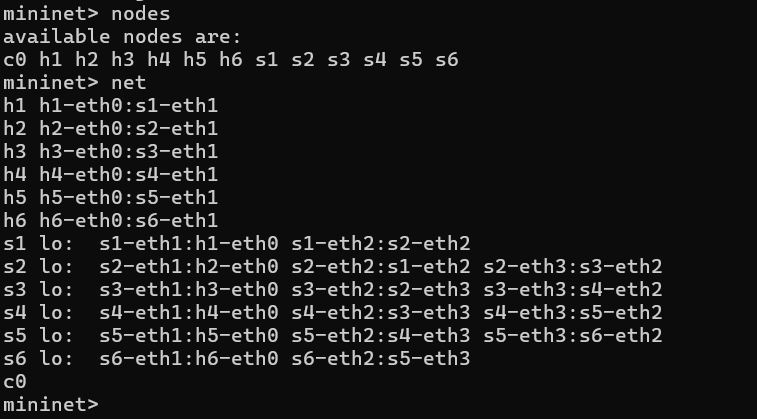 mininet> nodes
available nodes are:
c0 h1 h2 h3 h4 h5 h6 s1 s2 s3 s4 s5 s6
mininet> net
h1 h1-eth0:s1-eth1
h2 h2-eth0:s2-eth1
h3 h3-eth0:s3-eth1
h4 h4-eth0:s4-eth1
h5 h5-eth0:s5-eth1
h6 h6-eth0:s6-eth1
s1 lo:  s1-eth1:h1-eth0 s1-eth2:s2-eth2
s2 lo:  s2-eth1:h2-eth0 s2-eth2:s1-eth2 s2-eth3:s3-eth2
s3 lo:  s3-eth1:h3-eth0 s3-eth2:s2-eth3 s3-eth3:s4-eth2
s4 lo:  s4-eth1:h4-eth0 s4-eth2:s3-eth3 s4-eth3:s5-eth2
s5 lo:  s5-eth1:h5-eth0 s5-eth2:s4-eth3 s5-eth3:s6-eth2
s6 lo:  s6-eth1:h6-eth0 s6-eth2:s5-eth3
c0
mininet>